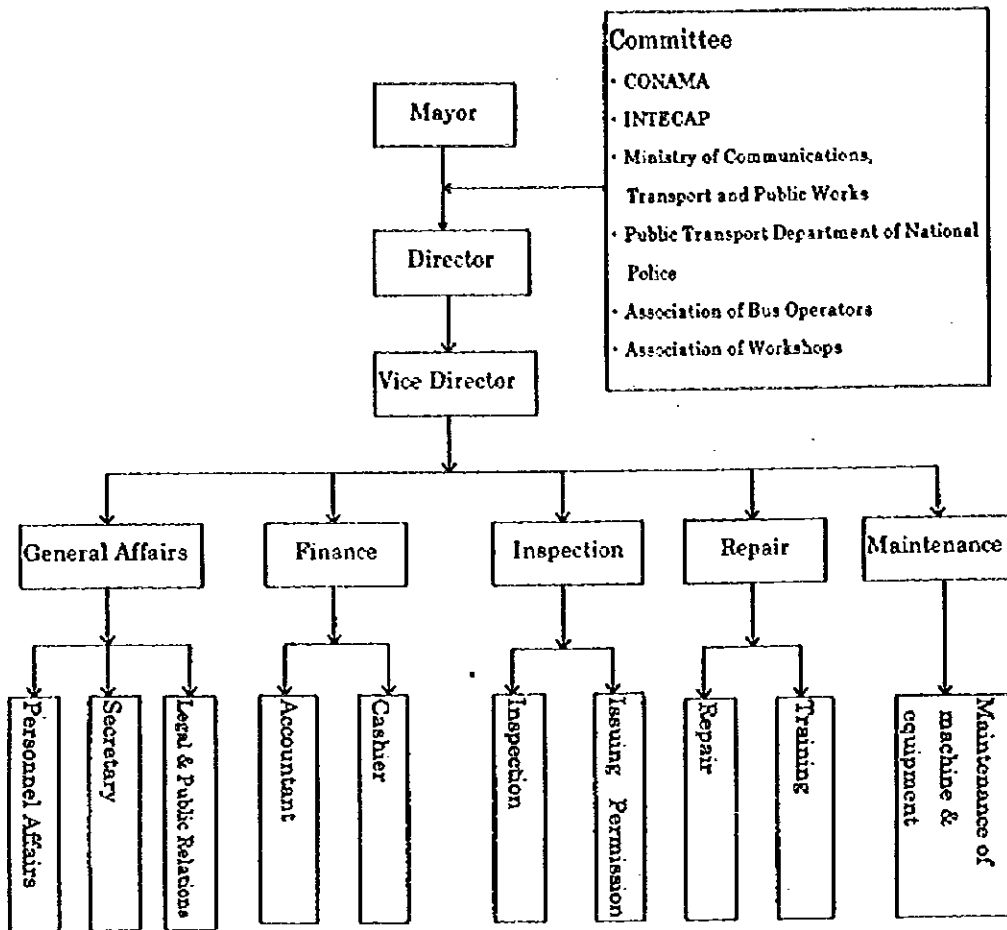 Committee
· CONAMA
· INTECAP
· Ministry of Communications,
Transport and Public Works
· Public Transport Department of National
Police
· Association of Bus Operators
· Association of Workshops
Mayor
Director
Vice Director
General Affairs
Finance
Inspection
Repair
Maintenance
Personnel Affairs
Secretary
Legal & Public Relations
Accountant
Cashier
Inspection
Issuing Permission
Repair
Training
Maintenance of
machine &
equipment